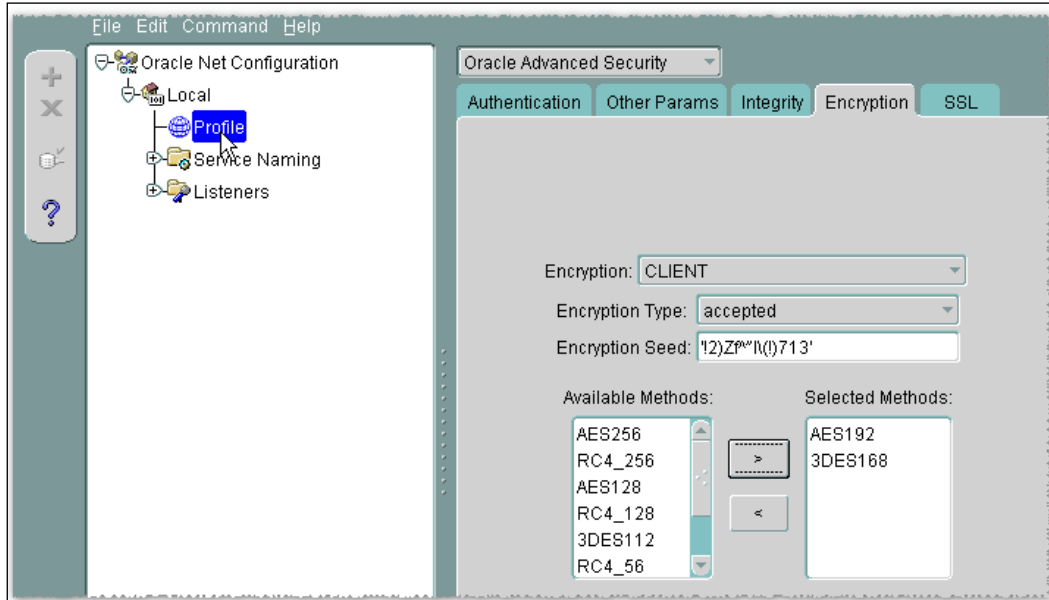 File Edit Command Help
Oracle Net Configuration
Local
Profile
Service Naming
Listeners
Oracle Advanced Security
Authentication Other Params Integrity Encryption SSL
Encryption: CLIENT
Encryption Type: accepted
Encryption Seed:
Available Methods:
AES256
RC4_256
AES128
RC4_128
3DES112
RC4_56
>
<
Selected Methods:
AES192
3DES168